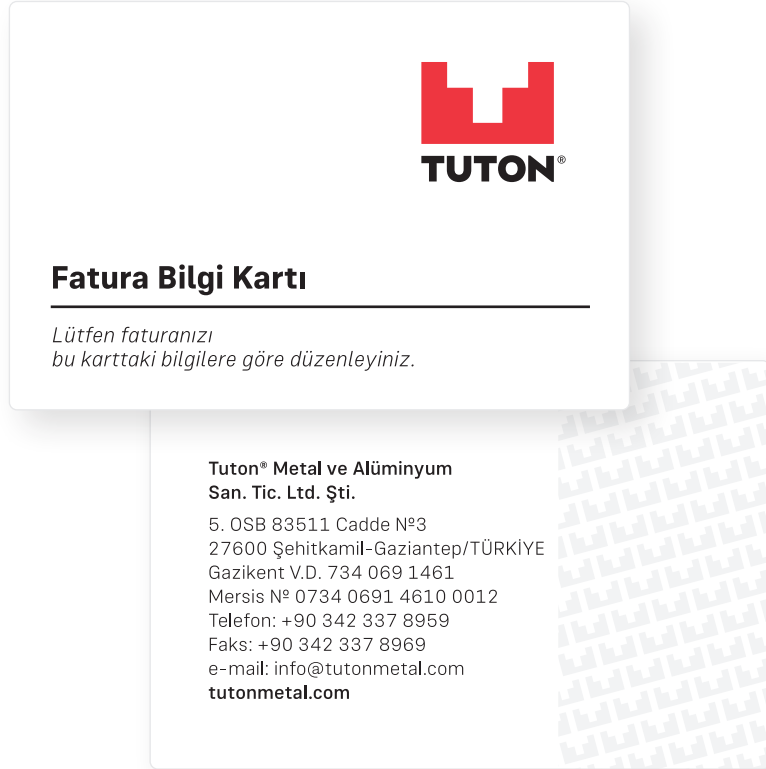 TUTON®
Fatura Bilgi Kartı
Lütfen faturanızı
bu karttaki bilgilere göre düzenleyiniz.
Tuton® Metal ve Alüminyum
San. Tic. Ltd. Şti.
5. OSB 83511 Cadde Nº3
27600 Şehitkamil-Gaziantep/TÜRKİYE
Gazikent V.D. 734 069 1461
Mersis Nº 0734 0691 4610 0012
Telefon: +90 342 337 8959
Faks: +90 342 337 8969
e-mail: info@tutonmetal.com
tutonmetal.com